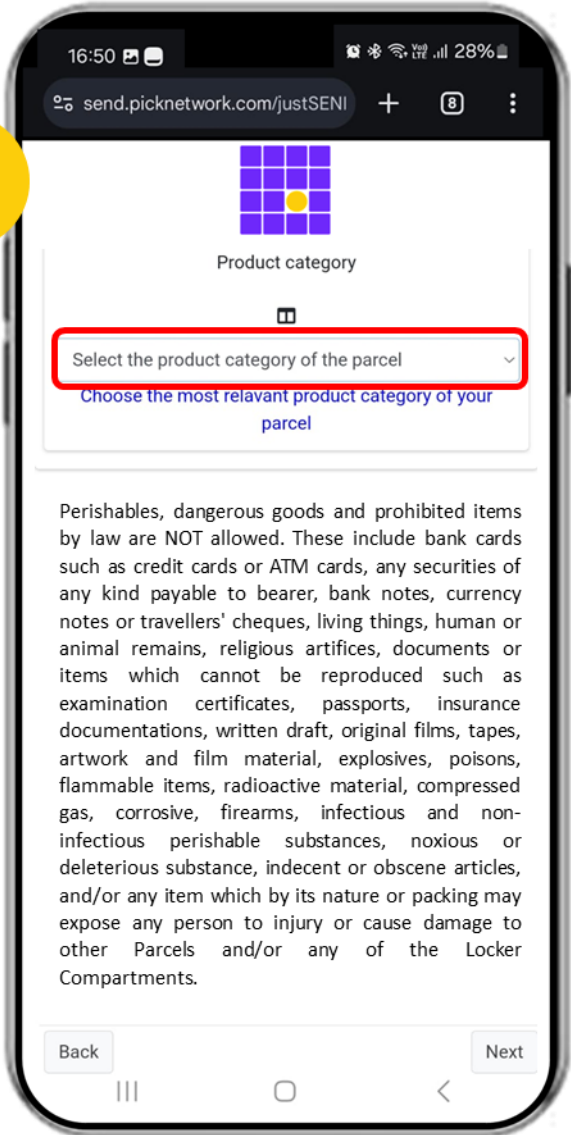 16:50
28%
send.picknetwork.com/justSENI
8
Product category
Select the product category of the parcel
Choose the most relavant product category of your
parcel
Perishables, dangerous goods and prohibited items
by law are NOT allowed. These include bank cards
such as credit cards or ATM cards, any securities of
any kind payable to bearer, bank notes, currency
notes or travellers' cheques, living things, human or
animal remains, religious artifices, documents or
items which cannot be reproduced such as
examination certificates, passports, insurance
documentations, written draft, original films, tapes,
artwork and film material, explosives, poisons,
flammable items, radioactive material, compressed
gas, corrosive, firearms, infectious and non-
infectious perishable substances, noxious or
deleterious substance, indecent or obscene articles,
and/or any item which by its nature or packing may
expose any person to injury or cause damage to
other Parcels and/or any of the Locker
Compartments.
Back
Next